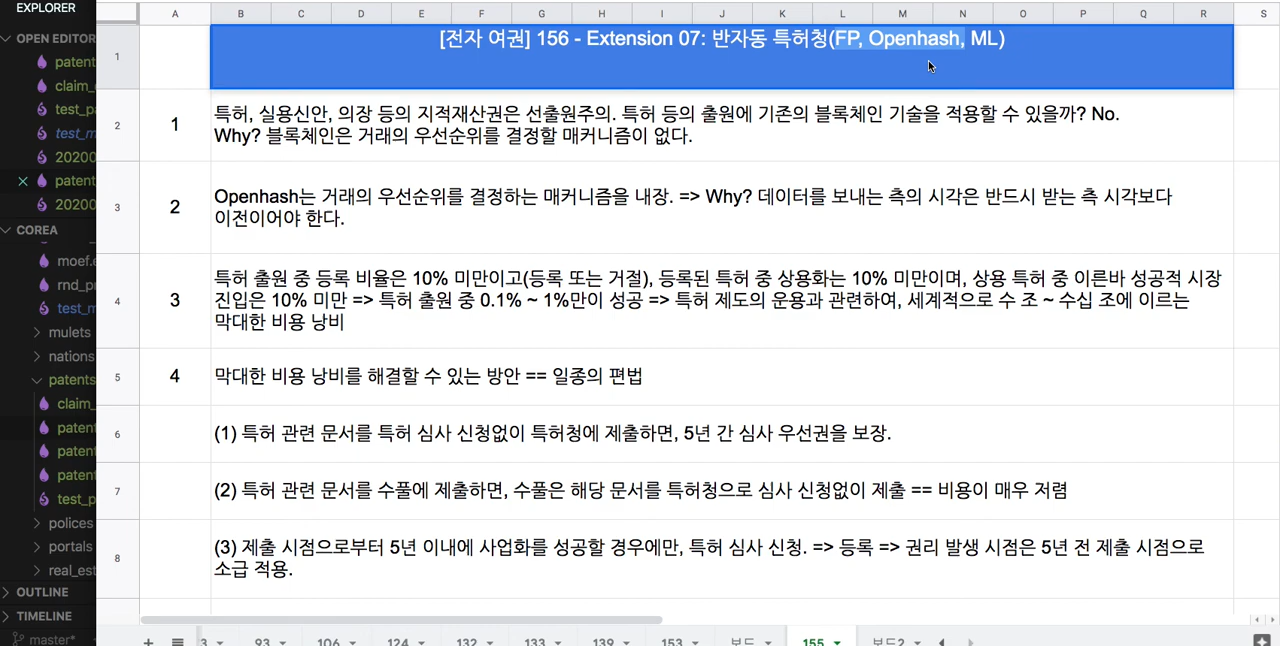 EXPLORER
OPEN EDITOR
patent
claim_
test_pa
test_m
20200
patent
20200
COREA
moef.e
rnd_pr
test_m
mulets
nations
patents
claim_
patent
patent
patent
test_p
polices
portals
real_est
OUTLINE
TIMELINE
master*
A B C D E F G H I J K L M N O P Q R S
1 [전자 여권] 156 - Extension 07: 반자동 특허청(FP, Openhash, ML)
2 1 특허, 실용신안, 의장 등의 지적재산권은 선출원주의. 특허 등의 출원에 기존의 블록체인 기술을 적용할 수 있을까? No.
Why? 블록체인은 거래의 우선순위를 결정할 매커니즘이 없다.
3 2 Openhash는 거래의 우선순위를 결정하는 매커니즘을 내장. => Why? 데이터를 보내는 측의 시각은 반드시 받는 측 시각보다
이전이어야 한다.
4 3 특허 출원 중 등록 비율은 10% 미만이고(등록 또는 거절), 등록된 특허 중 상용화는 10% 미만이며, 상용 특허 중 이른바 성공적 시장
진입은 10% 미만 => 특허 출원 중 0.1% ~ 1%만이 성공 => 특허 제도의 운용과 관련하여, 세계적으로 수 조 ~ 수십 조에 이르는
막대한 비용 낭비
5 4 막대한 비용 낭비를 해결할 수 있는 방안 == 일종의 편법
6 (1) 특허 관련 문서를 특허 심사 신청없이 특허청에 제출하면, 5년 간 심사 우선권을 보장.
7 (2) 특허 관련 문서를 수풀에 제출하면, 수풀은 해당 문서를 특허청으로 심사 신청없이 제출 == 비용이 매우 저렴
8 (3) 제출 시점으로부터 5년 이내에 사업화를 성공할 경우에만, 특허 심사 신청. => 등록 => 권리 발생 시점은 5년 전 제출 시점으로
소급 적용.
3 93 106 124 132 133 139 153 보드 155 보드2